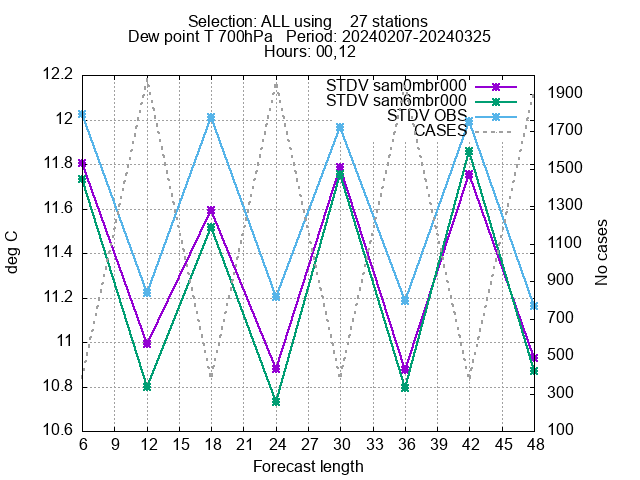 Selection: ALL using    27 stations
Dew point T 700hPa   Period: 20240207-20240325
Hours: 00,12
STDV sam0mbr000
STDV sam6mbr000
STDV OBS
CASES
12.2
12
11.8
11.6
11.4
11.2
11
10.8
10.6
deg C
1900
1700
1500
1300
1100
900
700
500
300
100
No cases
6 9 12 15 18 21 24 27 30 33 36 39 42 45 48
Forecast length